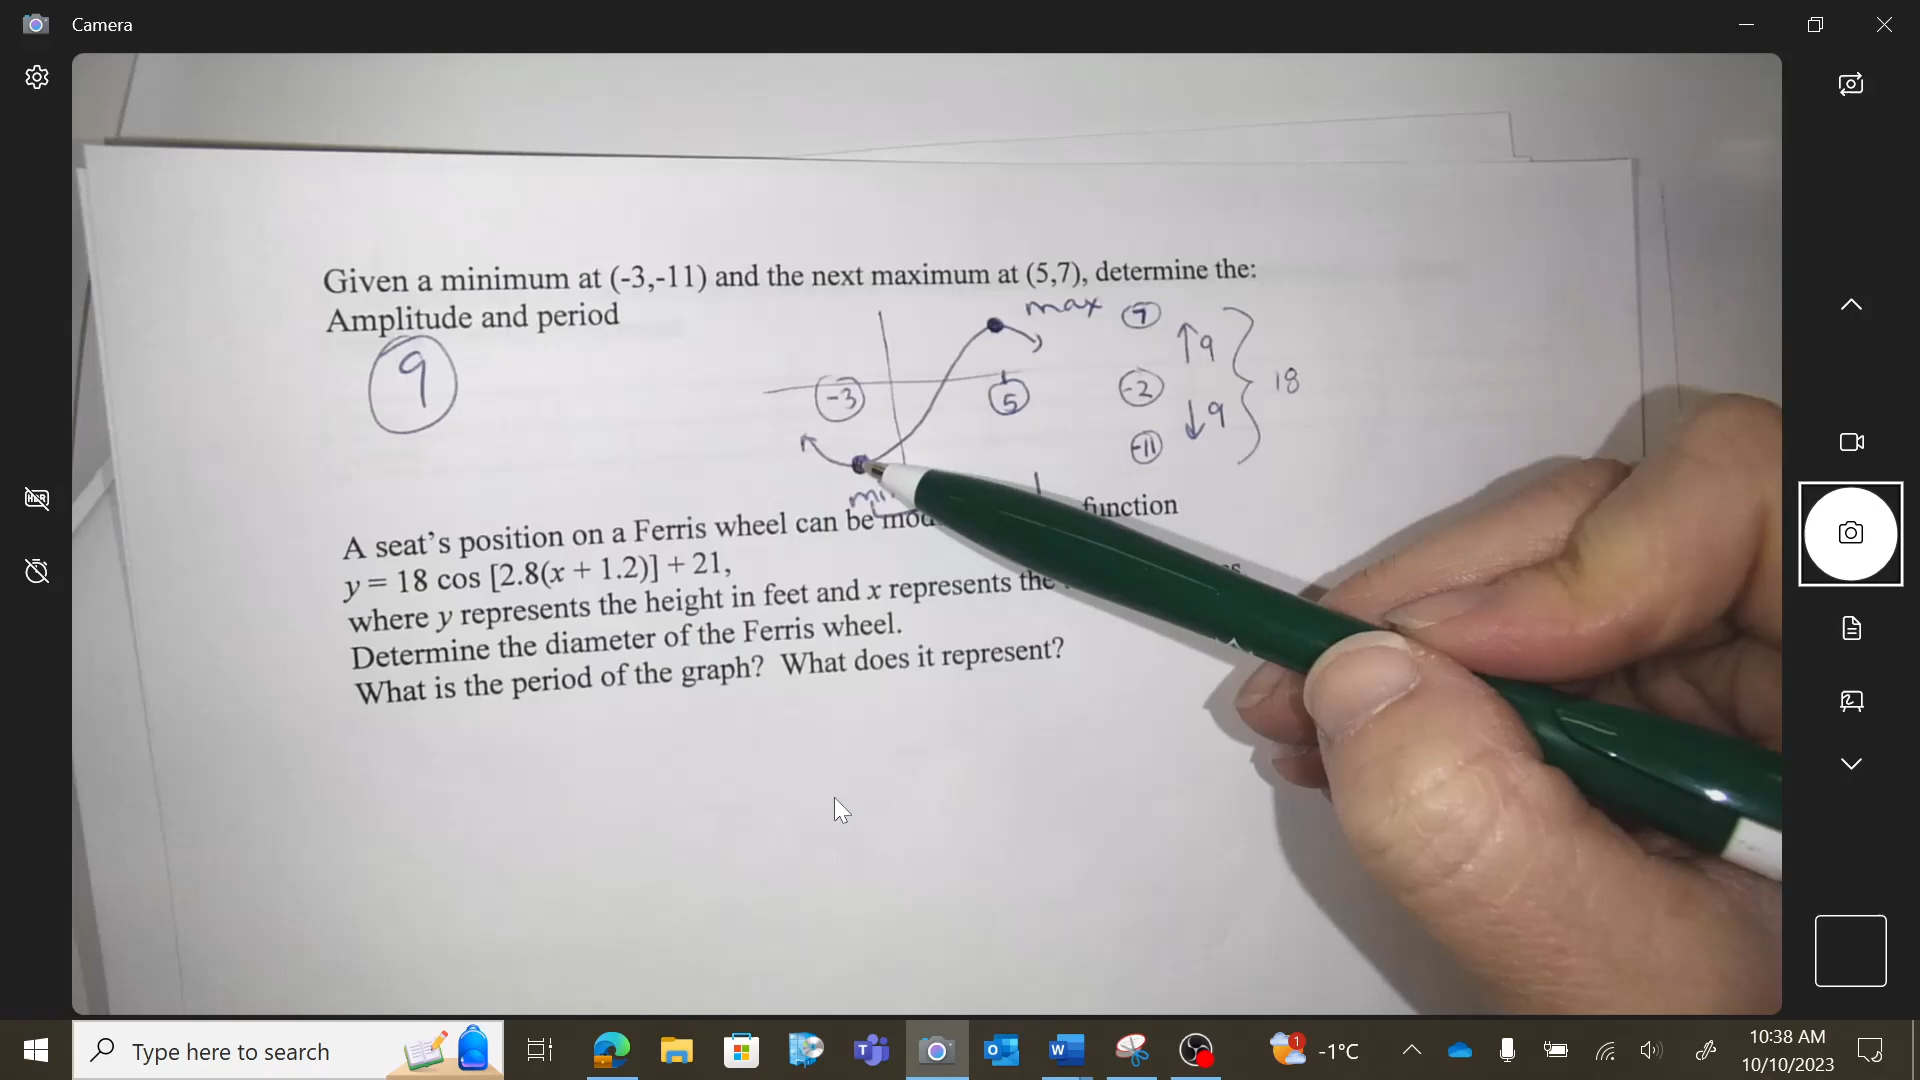 Camera
Given a minimum at (-3,-11) and the next maximum at (5,7), determine the:
Amplitude and period
max
7
9
9
-3
5
-2
18
9
-11
A seat's position on a Ferris wheel can be function
y = 18 cos [2.8(x + 1.2)] + 21,
where y represents the height in feet and x represents the
Determine the diameter of the Ferris wheel.
What is the period of the graph? What does it represent?
Type here to search
1
-1°C
10:38 AM
10/10/2023